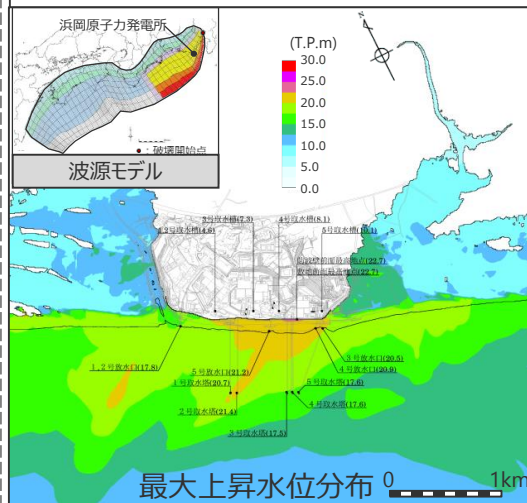 浜岡原子力発電所
:破壊開始点
波源モデル
(T.P.m)
30.0
25.0
20.0
15.0
10.0
5.0
0.0
3号取水槽(7.3)
4号取水槽(8.1)
1,2号取水槽(4.6)
5号取水槽(10.1)
防波壁前面最高地点(22.7)
敷地前面最高地点(22.7)
1,2号放水口(17.8)
5号放水口(21.2)
3号放水口(20.5)
4号放水口(20.9)
1号取水塔(20.7)
5号取水塔(17.6)
2号取水塔(21.4)
4号取水塔(17.6)
3号取水塔(17.5)
最大上昇水位分布
0 1km